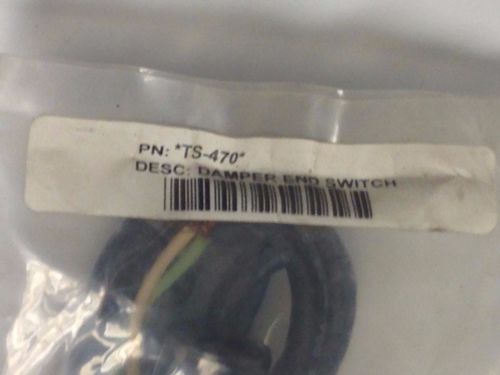 PN: *TS-470*
DESC: DAMPER END SWITCH